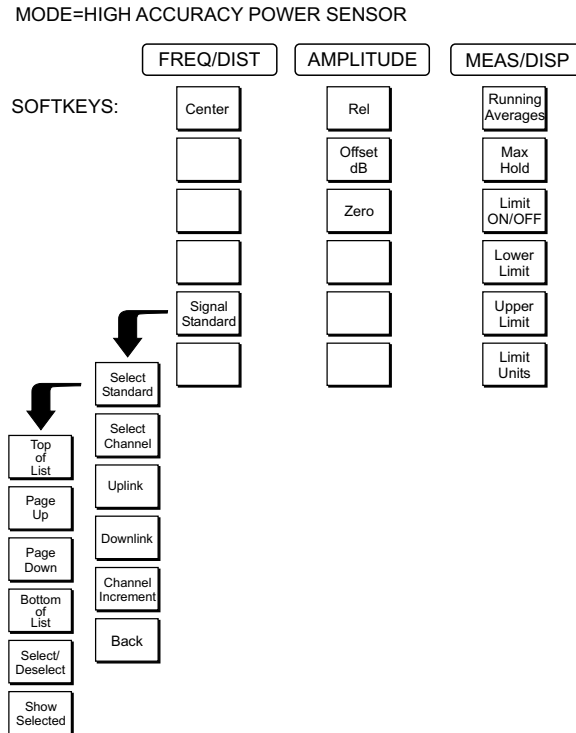 MODE=HIGH ACCURACY POWER SENSOR
FREQ/DIST
AMPLITUDE
MEAS/DISP
SOFTKEYS:
Center
Signal
Standard
Rel
Offset
dB
Zero
Running
Averages
Max
Hold
Limit
ON/OFF
Lower
Limit
Upper
Limit
Limit
Units
Select
Standard
Select
Channel
Uplink
Downlink
Channel
Increment
Back
Top
of
List
Page
Up
Page
Down
Bottom
of
List
Select/
Deselect
Show
Selected